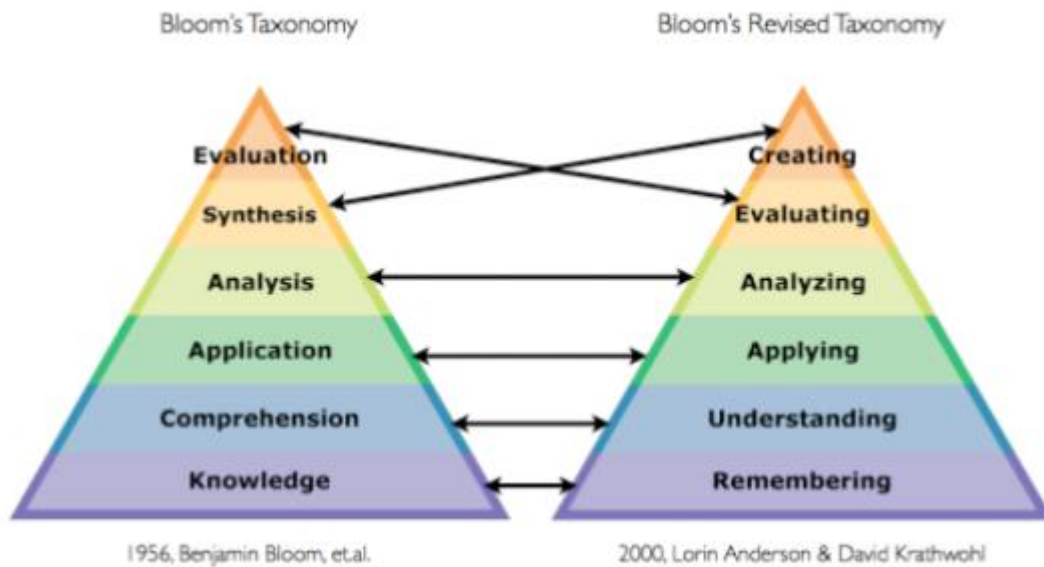 Bloom's Taxonomy
Bloom's Revised Taxonomy
Evaluation
Synthesis
Analysis
Application
Comprehension
Knowledge
Creating
Evaluating
Analyzing
Applying
Understanding
Remembering
1956, Benjamin Bloom, et.al.
2000, Lorin Anderson & David Krathwohl